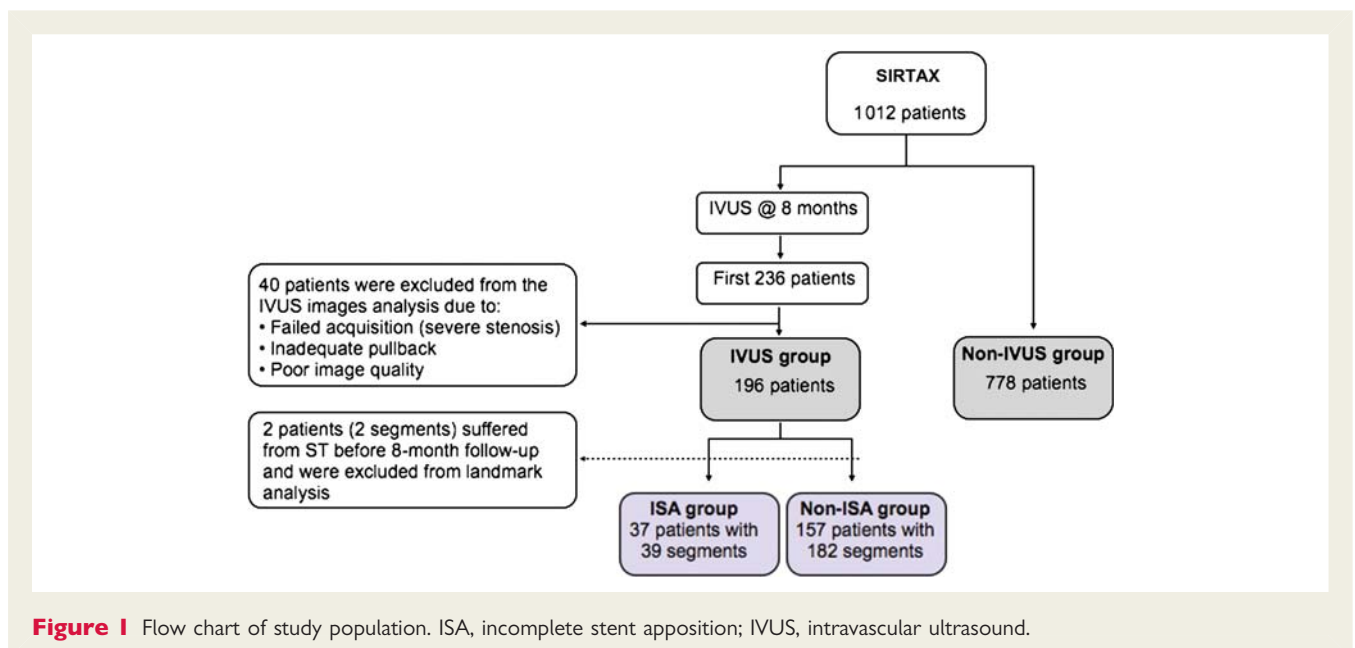 SIRTAX
1012 patients
IVUS @ 8 months
First 236 patients
40 patients were excluded from the
IVUS images analysis due to:
• Failed acquisition (severe stenosis)
• Inadequate pullback
• Poor image quality
IVUS group
196 patients
Non-IVUS group
778 patients
2 patients (2 segments) suffered
from ST before 8-month follow-up
and were excluded from landmark
analysis
ISA group
37 patients with
39 segments
Non-ISA group
157 patients with
182 segments
Figure 1 Flow chart of study population. ISA, incomplete stent apposition; IVUS, intravascular ultrasound.